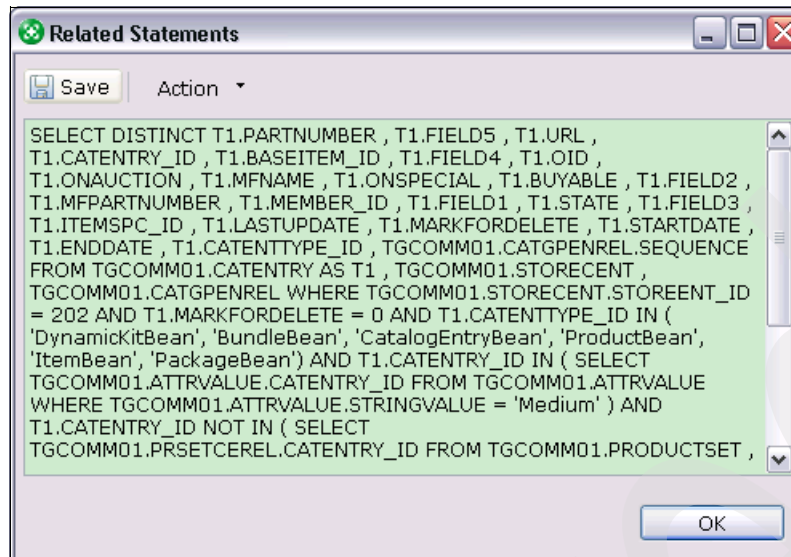 Related Statements
Save Action
SELECT DISTINCT T1.PARTNUMBER , T1.FIELD5 , T1.URL ,
T1.CATENTRY_ID , T1.BASEITEM_ID , T1.FIELD4 , T1.OID ,
T1.ONAUCTION , T1.MFNAME , T1.ONSPECIAL , T1.BUYABLE , T1.FIELD2 ,
T1.MFPARTNUMBER , T1.MEMBER_ID , T1.FIELD1 , T1.STATE , T1.FIELD3 ,
T1.ITEMSPC_ID , T1.LASTUPDATE , T1.MARKFORDELETE , T1.STARTDATE ,
T1.ENDDATE , T1.CATENTTYPE_ID , TGCOMM01.CATGPENREL.SEQUENCE
FROM TGCOMM01.CATENTRY AS T1 , TGCOMM01.STORECENT ,
TGCOMM01.CATGPENREL WHERE TGCOMM01.STORECENT.STOREENT_ID
= 202 AND T1.MARKFORDELETE = 0 AND T1.CATENTTYPE_ID IN (
'DynamicKitBean', 'BundleBean', 'CatalogEntryBean', 'ProductBean',
'ItemBean', 'PackageBean') AND T1.CATENTRY_ID IN ( SELECT
TGCOMM01.ATTRVALUE.CATENTRY_ID FROM TGCOMM01.ATTRVALUE
WHERE TGCOMM01.ATTRVALUE.STRINGVALUE = 'Medium' ) AND
T1.CATENTRY_ID NOT IN ( SELECT
TGCOMM01.PRSETCEREL.CATENTRY_ID FROM TGCOMM01.PRODUCTSET ,
OK